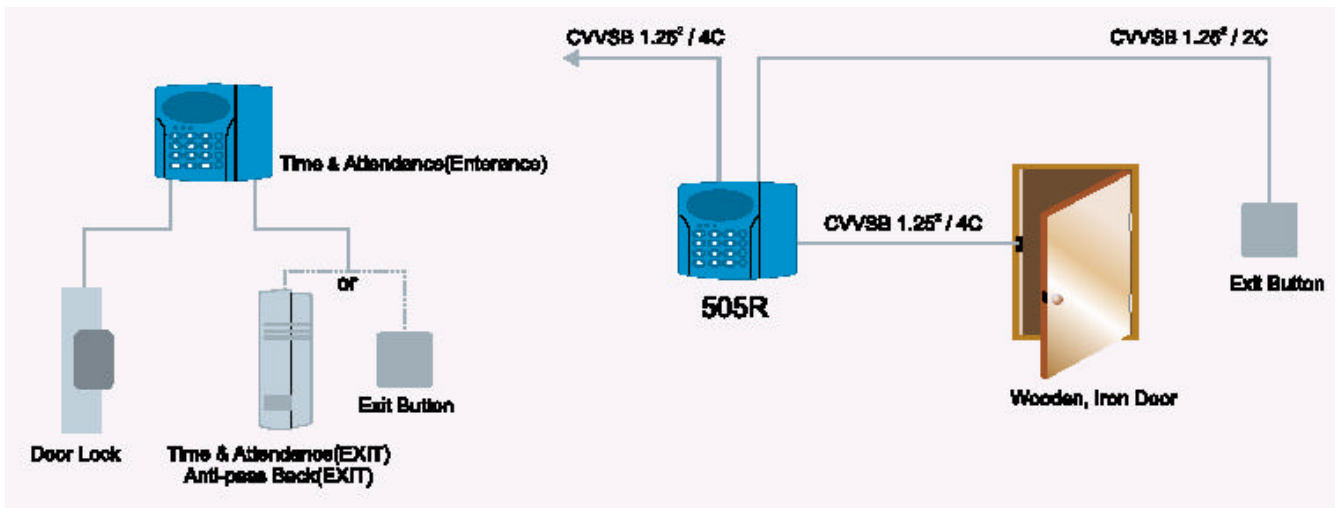 CVVSB 1.25² / 4C
CVVSB 1.25² / 2C
Time & Attendance(Enterance)
CVVSB 1.25² / 4C
or
505R
Exit Button
Exit Button
Wooden, Iron Door
Door Lock
Time & Attendance(EXIT)
Anti-pass Back(EXIT)